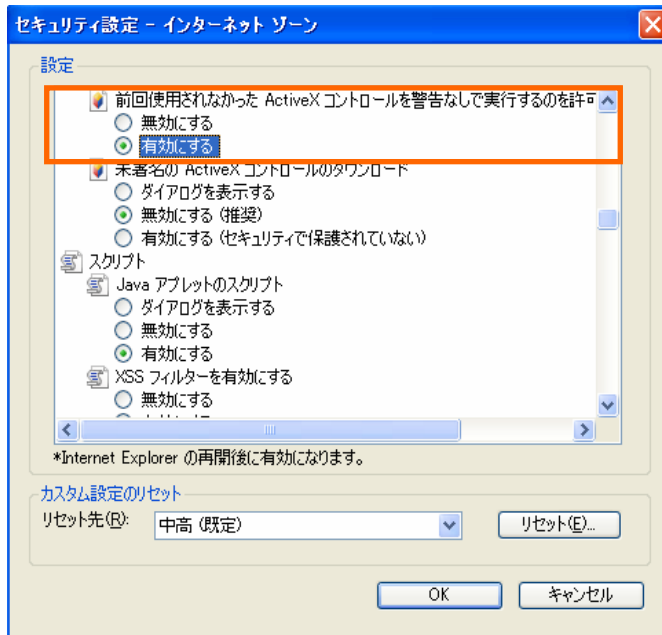 セキュリティ設定 - インターネット ゾーン
設定
前回使用されなかった ActiveX コントロールを警告なしで実行するのを許可
無効にする
有効にする
未署名の ActiveX コントロールのダウンロード
ダイアログを表示する
無効にする (推奨)
有効にする (セキュリティで保護されていない)
スクリプト
Java アプレットのスクリプト
ダイアログを表示する
無効にする
有効にする
XSS フィルターを有効にする
無効にする
*Internet Explorer の再開後に有効になります。
カスタム設定のリセット
リセット先(R):
中高 (既定)
リセット(E)...
OK
キャンセル